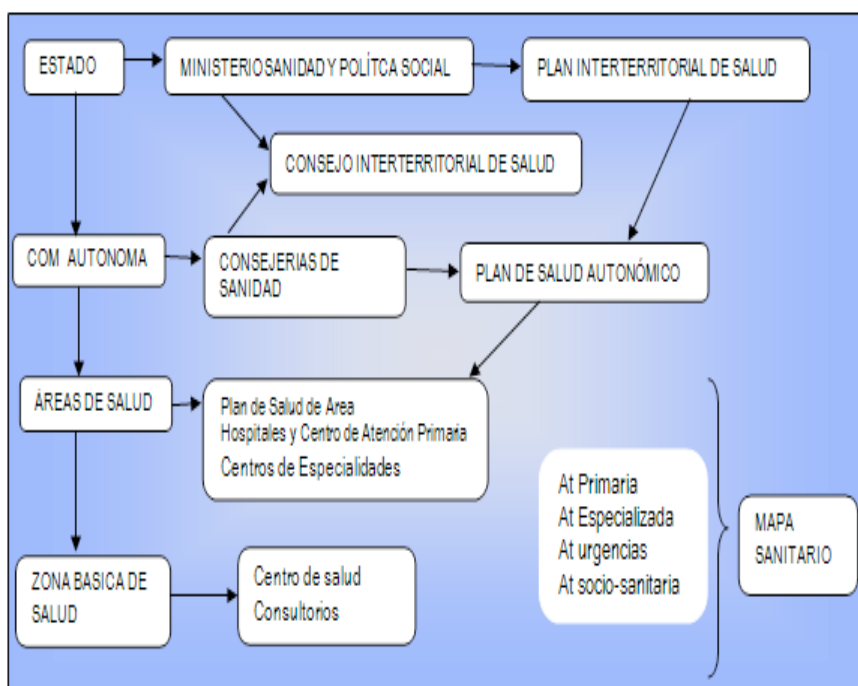 ESTADO
MINISTERIO SANIDAD Y POLÍTCA SOCIAL
PLAN INTERTERRITORIAL DE SALUD
CONSEJO INTERTERRITORIAL DE SALUD
COM AUTONOMA
CONSEJERIAS DE
SANIDAD
PLAN DE SALUD AUTONÓMICO
ÁREAS DE SALUD
Plan de Salud de Area
Hospitales y Centro de Atención Primaria
Centros de Especialidades
At Primaria
At Especializada
At urgencias
At socio-sanitaria
MAPA
SANITARIO
ZONA BASICA DE
SALUD
Centro de salud
Consultorios